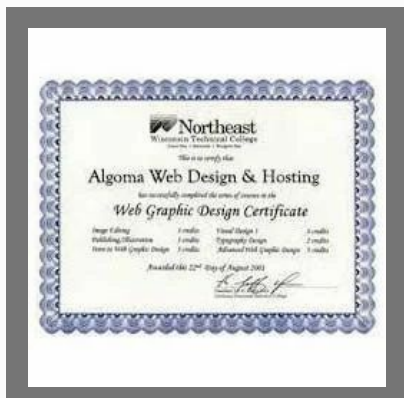 Northeast
Wisconsin Technical College
This is to certify that
Algoma Web Design & Hosting
has successfully completed the series of courses in the
Web Graphic Design Certificate
Image Editing 3 credits Visual Design 1 3 credits
Publishing/Illustration 3 credits Typography Design 2 credits
Intro to Web Graphic Design 3 credits Advanced Web Graphic Design 3 credits
Awarded this 22nd Day of August 2001